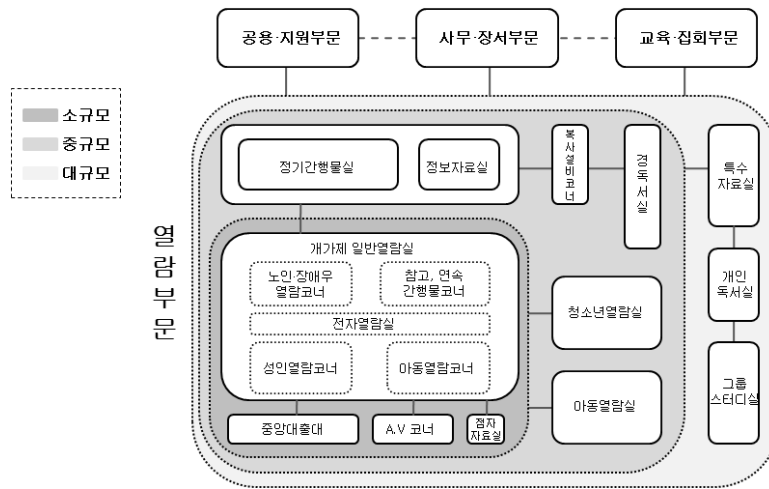 공용·지원부문
사무·장서부문
교육·집회부문
소규모
중규모
대규모
열람부문
정기간행물실
정보자료실
복사설비코너
경독서실
특수
자료실
개가제 일반열람실
노인·장애우
열람코너
참고, 연속
간행물코너
전자열람실
성인열람코너
아동열람코너
청소년열람실
개인
독서실
아동열람실
그룹
스터디실
중앙대출대
A.V 코너
점자
자료실